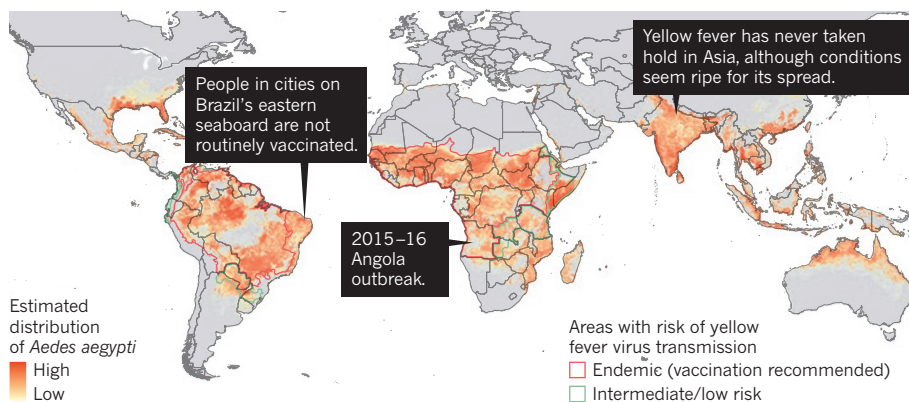 People in cities on
Brazil's eastern
seaboard are not
routinely vaccinated.
Yellow fever has never taken
hold in Asia, although conditions
seem ripe for its spread.
2015–16
Angola
outbreak.
Estimated
distribution
of Aedes aegypti
High
Low
Areas with risk of yellow
fever virus transmission
Endemic (vaccination recommended)
Intermediate/low risk